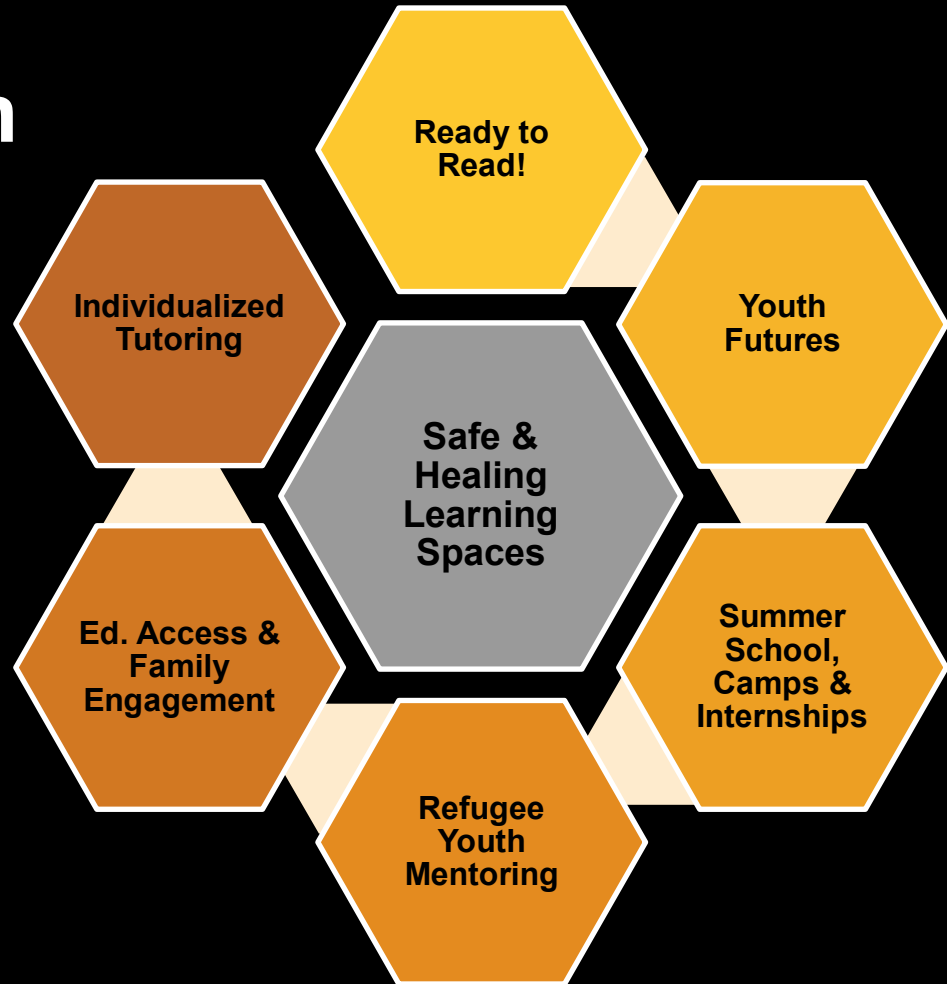 Ready to
Read!
Individualized
Tutoring
Youth
Futures
Safe &
Healing
Learning
Spaces
Ed. Access &
Family
Engagement
Summer
School,
Camps &
Internships
Refugee
Youth
Mentoring